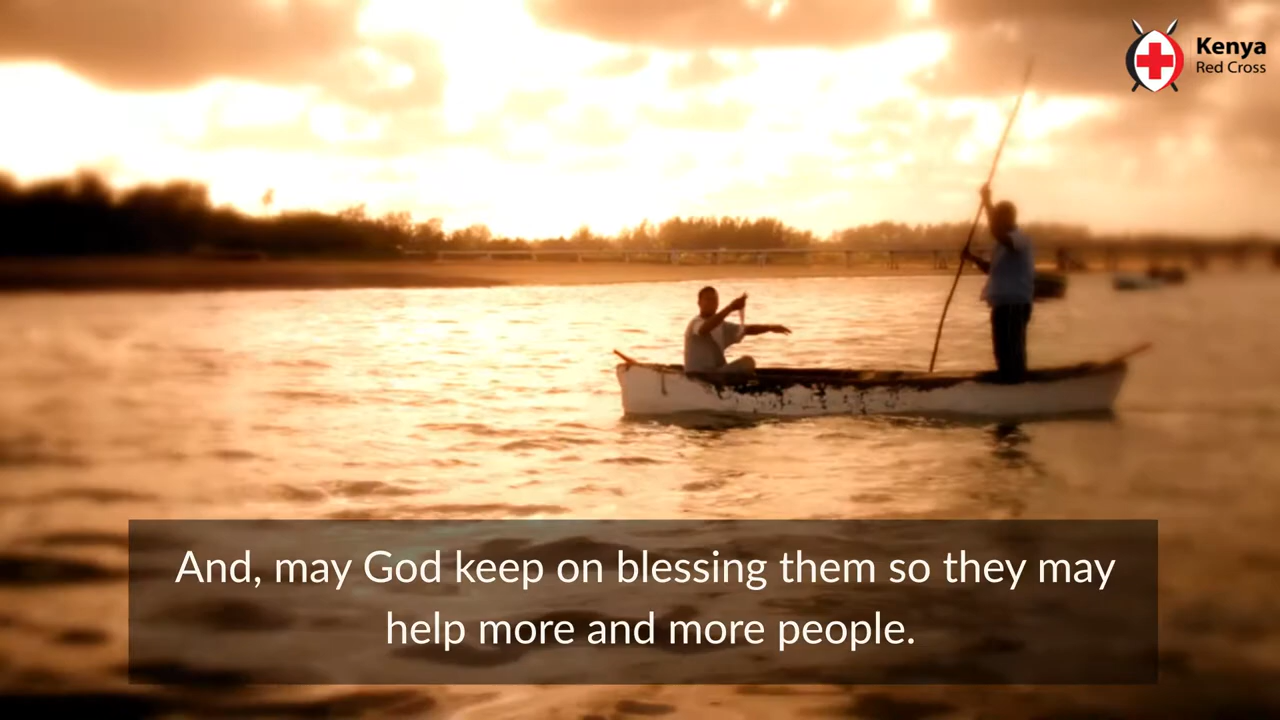 Kenya
Red Cross
And, may God keep on blessing them so they may
help more and more people.